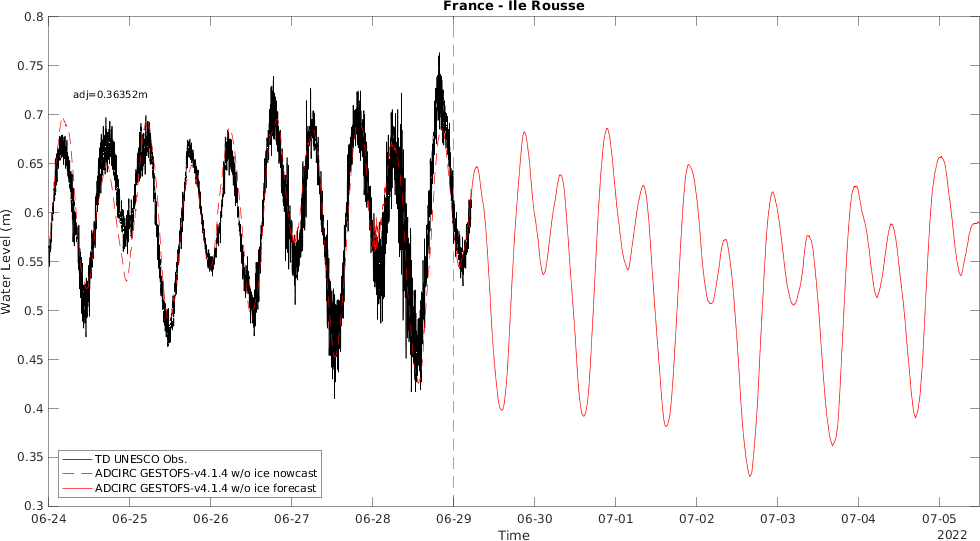 France - Ile Rousse
adj=0.36352m
0.8
0.75
0.7
0.65
0.6
0.55
0.5
0.45
0.4
0.35
0.3
Water Level (m)
TD UNESCO Obs.
ADCIRC GESTOFS-v4.1.4 w/o ice nowcast
ADCIRC GESTOFS-v4.1.4 w/o ice forecast
06-24 06-25 06-26 06-27 06-28 06-29 06-30 07-01 07-02 07-03 07-04 07-05
Time
2022